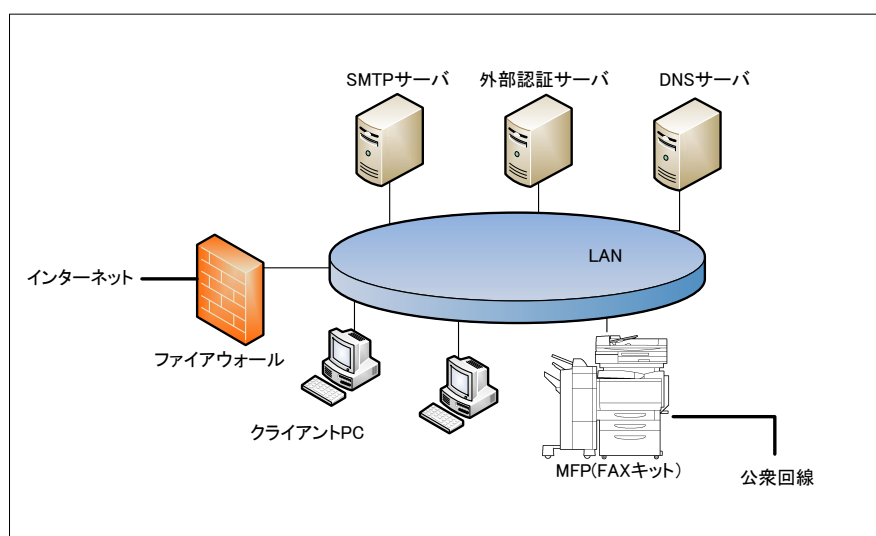 SMTPサーバ
外部認証サーバ
DNSサーバ
LAN
インターネット
ファイアウォール
クライアントPC
MFP(FAXキット)
公衆回線